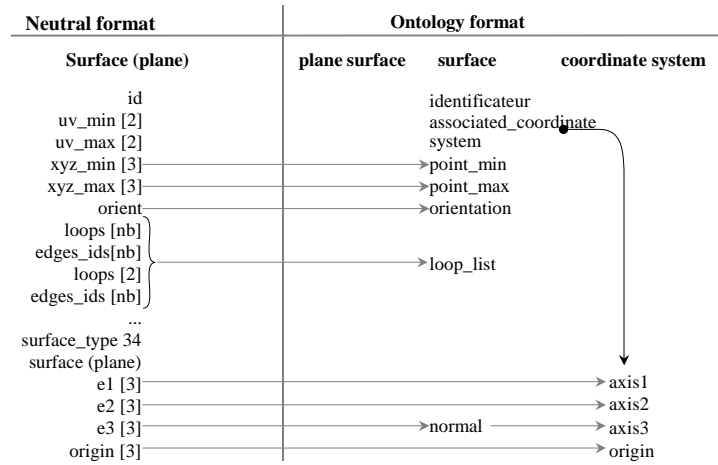 Neutral format Ontology format
Surface (plane) plane surface surface coordinate system
id identificateur
uv_min [2] associated_coordinate
uv_max [2] system
xyz_min [3] point_min
xyz_max [3] point_max
orient orientation
loops [nb]
edges_ids[nb]
loops [2] loop_list
edges_ids [nb]
...
surface_type 34
surface (plane)
e1 [3] axis1
e2 [3] axis2
e3 [3] normal axis3
origin [3] origin